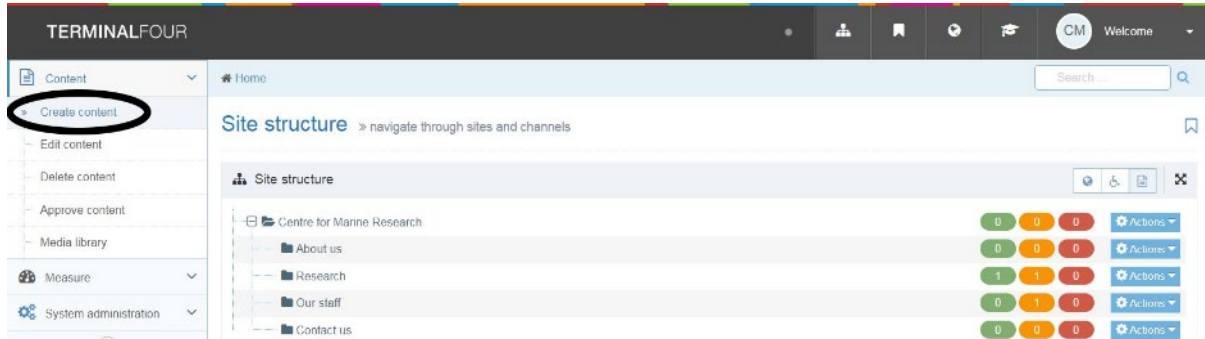 TERMINALFOUR
CM Welcome
Content
Home
Search ...
Create content
Site structure » navigate through sites and channels
Edit content
Delete content
Site structure
Approve content
Centre for Marine Research 0 0 0 Actions
Media library
About us 0 0 0 Actions
Measure
Research 1 1 0 Actions
Our staff 0 1 0 Actions
System administration
Contact us 0 0 0 Actions